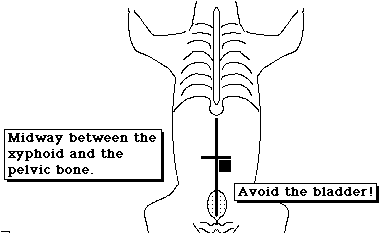 Midway between the
xyphoid and the
pelvic bone.
Avoid the bladder!